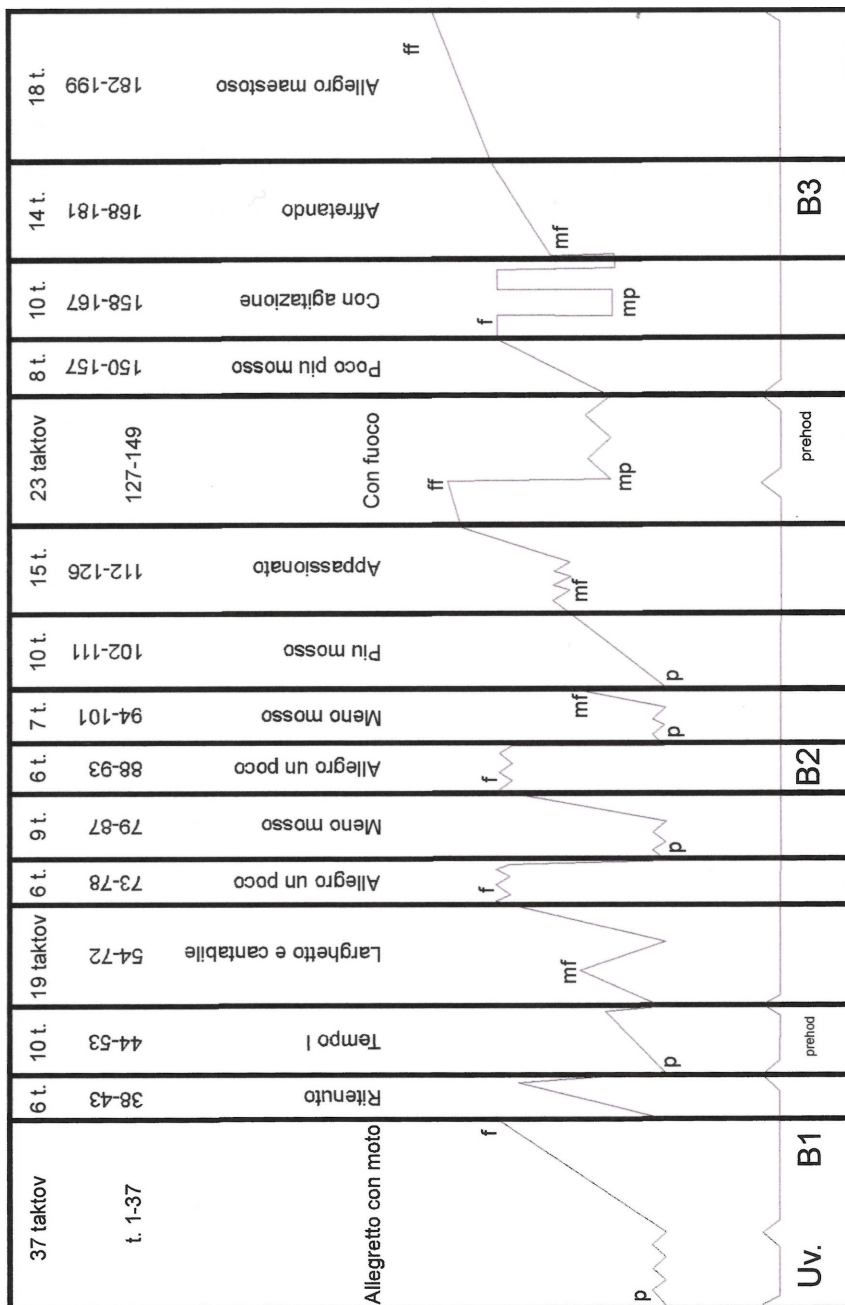 37 taktov
t. 1-37
Allegretto con moto
p
f
Uv.
B1
6 t.
38-43
Ritenuto
10 t.
44-53
Tempo I
p
prehod
19 taktov
54-72
Larghetto e cantabile
mf
6 t.
73-78
Allegro un poco
f
9 t.
79-87
Meno mosso
p
6 t.
88-93
Allegro un poco
f
B2
7 t.
94-101
Meno mosso
p
mf
10 t.
102-111
Piu mosso
p
15 t.
112-126
Appassionato
mf
23 taktov
127-149
Con fuoco
ff
mp
prehod
8 t.
150-157
Poco piu mosso
10 t.
158-167
Con agitazione
f
mp
14 t.
168-181
Affretando
mf
B3
18 t.
182-199
Allegro maestoso
ff